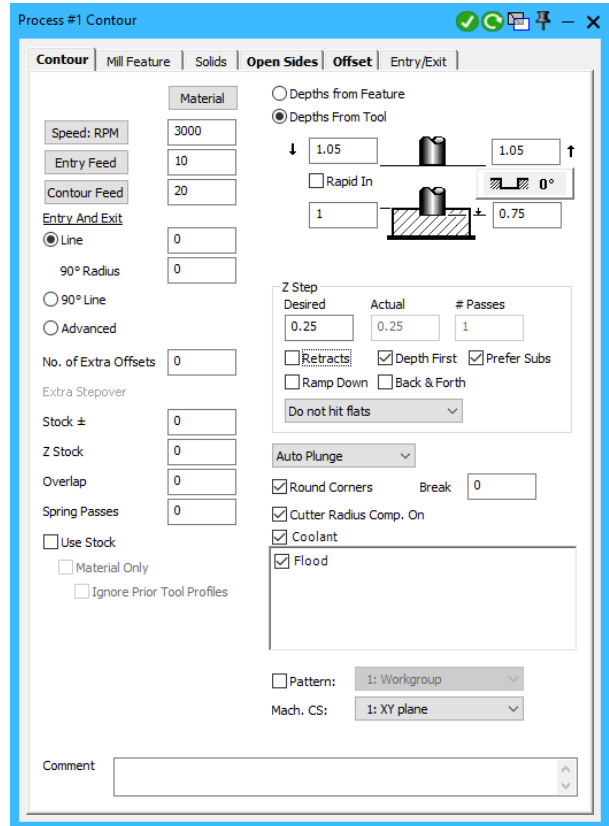 Process #1 Contour
Contour Mill Feature Solids Open Sides Offset Entry/Exit
Material
Speed: RPM 3000
Entry Feed 10
Contour Feed 20
Entry And Exit
Line 0
90° Radius 0
90° Line
Advanced
No. of Extra Offsets 0
Extra Stepover
Stock ± 0
Z Stock 0
Overlap 0
Spring Passes 0
Use Stock
Material Only
Ignore Prior Tool Profiles
Depths from Feature
Depths From Tool
1.05 1.05
Rapid In 0°
1 0.75
Z Step
Desired Actual # Passes
0.25 0.25 1
Retracts Depth First Prefer Subs
Ramp Down Back & Forth
Do not hit flats
Auto Plunge
Round Corners Break 0
Cutter Radius Comp. On
Coolant
Flood
Pattern: 1: Workgroup
Mach. CS: 1: XY plane
Comment